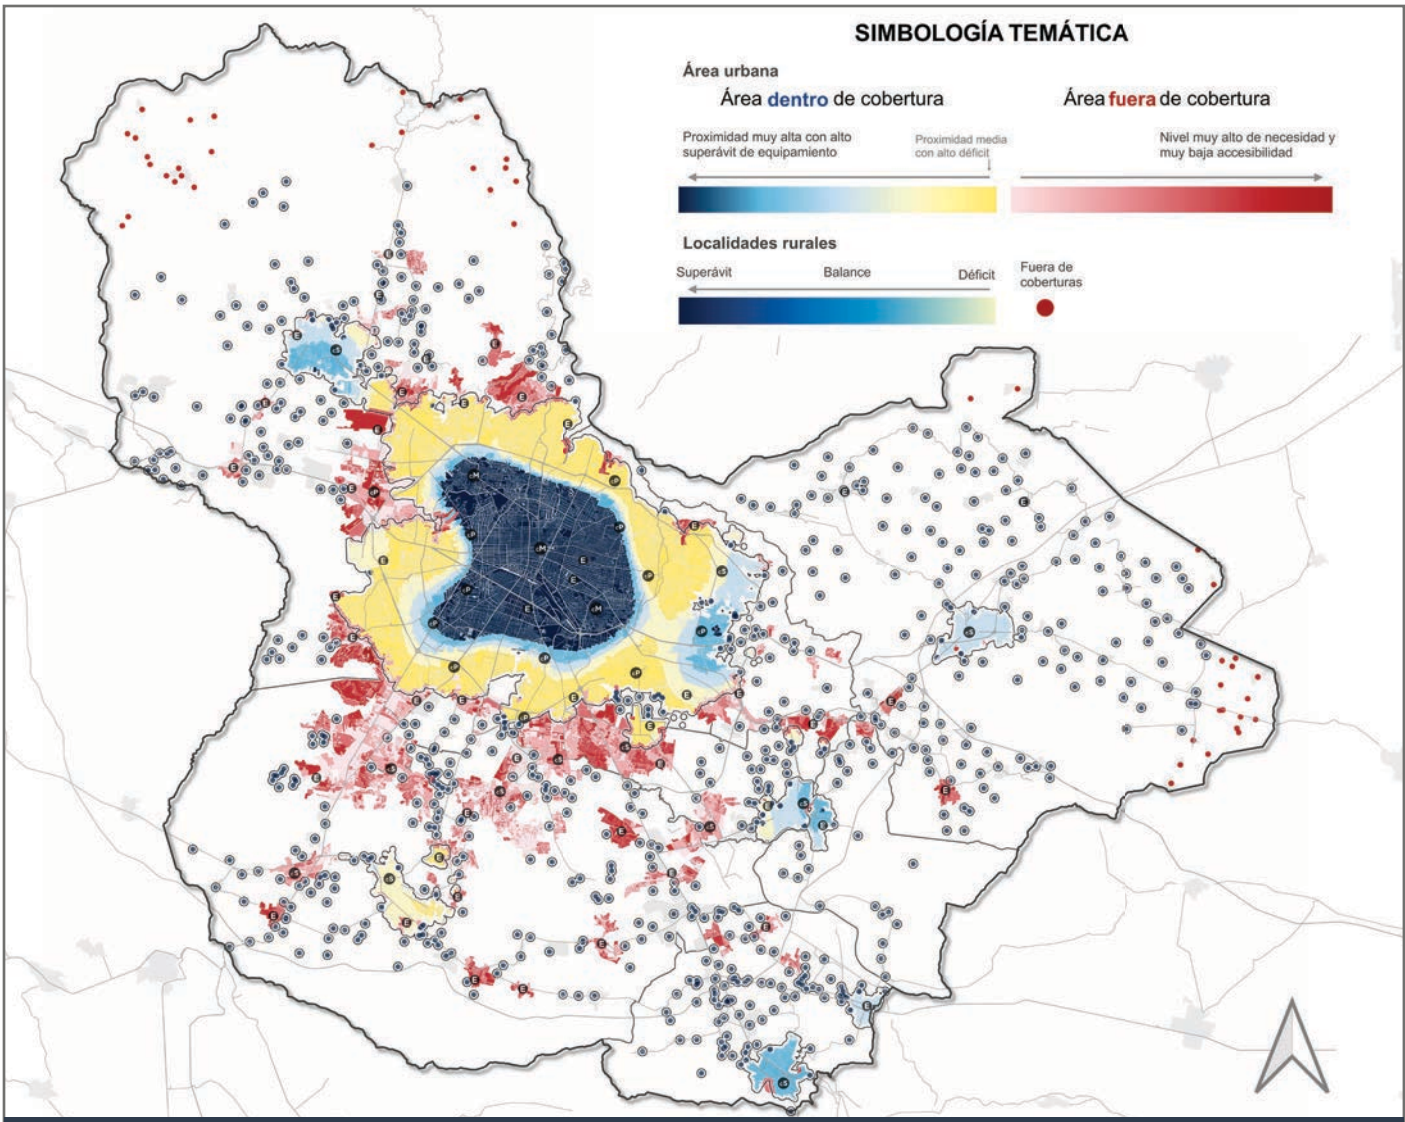 SIMBOLOGÍA TEMÁTICA
Área urbana
Área dentro de cobertura
Área fuera de cobertura
Proximidad muy alta con alto
superávit de equipamiento
Proximidad media
con alto déficit
Nivel muy alto de necesidad y
muy baja accesibilidad
Localidades rurales
Superávit
Balance
Déficit
Fuera de
coberturas